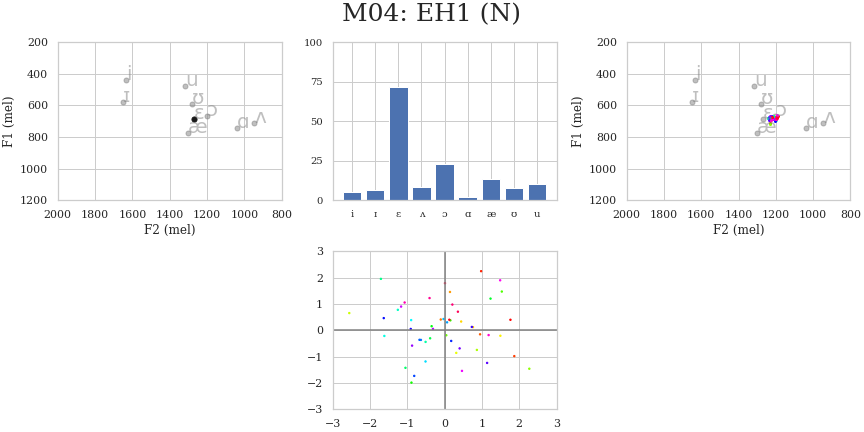 M04: EH1 (N)
200
400
600
800
1000
1200
F1 (mel)
j
ɪ
u
ʊ
ɛ
ɔ
æ
ɑ
ʌ
2000 1800 1600 1400 1200 1000 800
F2 (mel)
100
75
50
25
0
i ɪ ɛ ʌ ɔ ɑ æ ʊ u
200
400
600
800
1000
1200
F1 (mel)
j
ɪ
u
ʊ
ɔ
æ
ɑ
ʌ
2000 1800 1600 1400 1200 1000 800
F2 (mel)
3
2
1
0
−1
−2
−3
−3 −2 −1 0 1 2 3